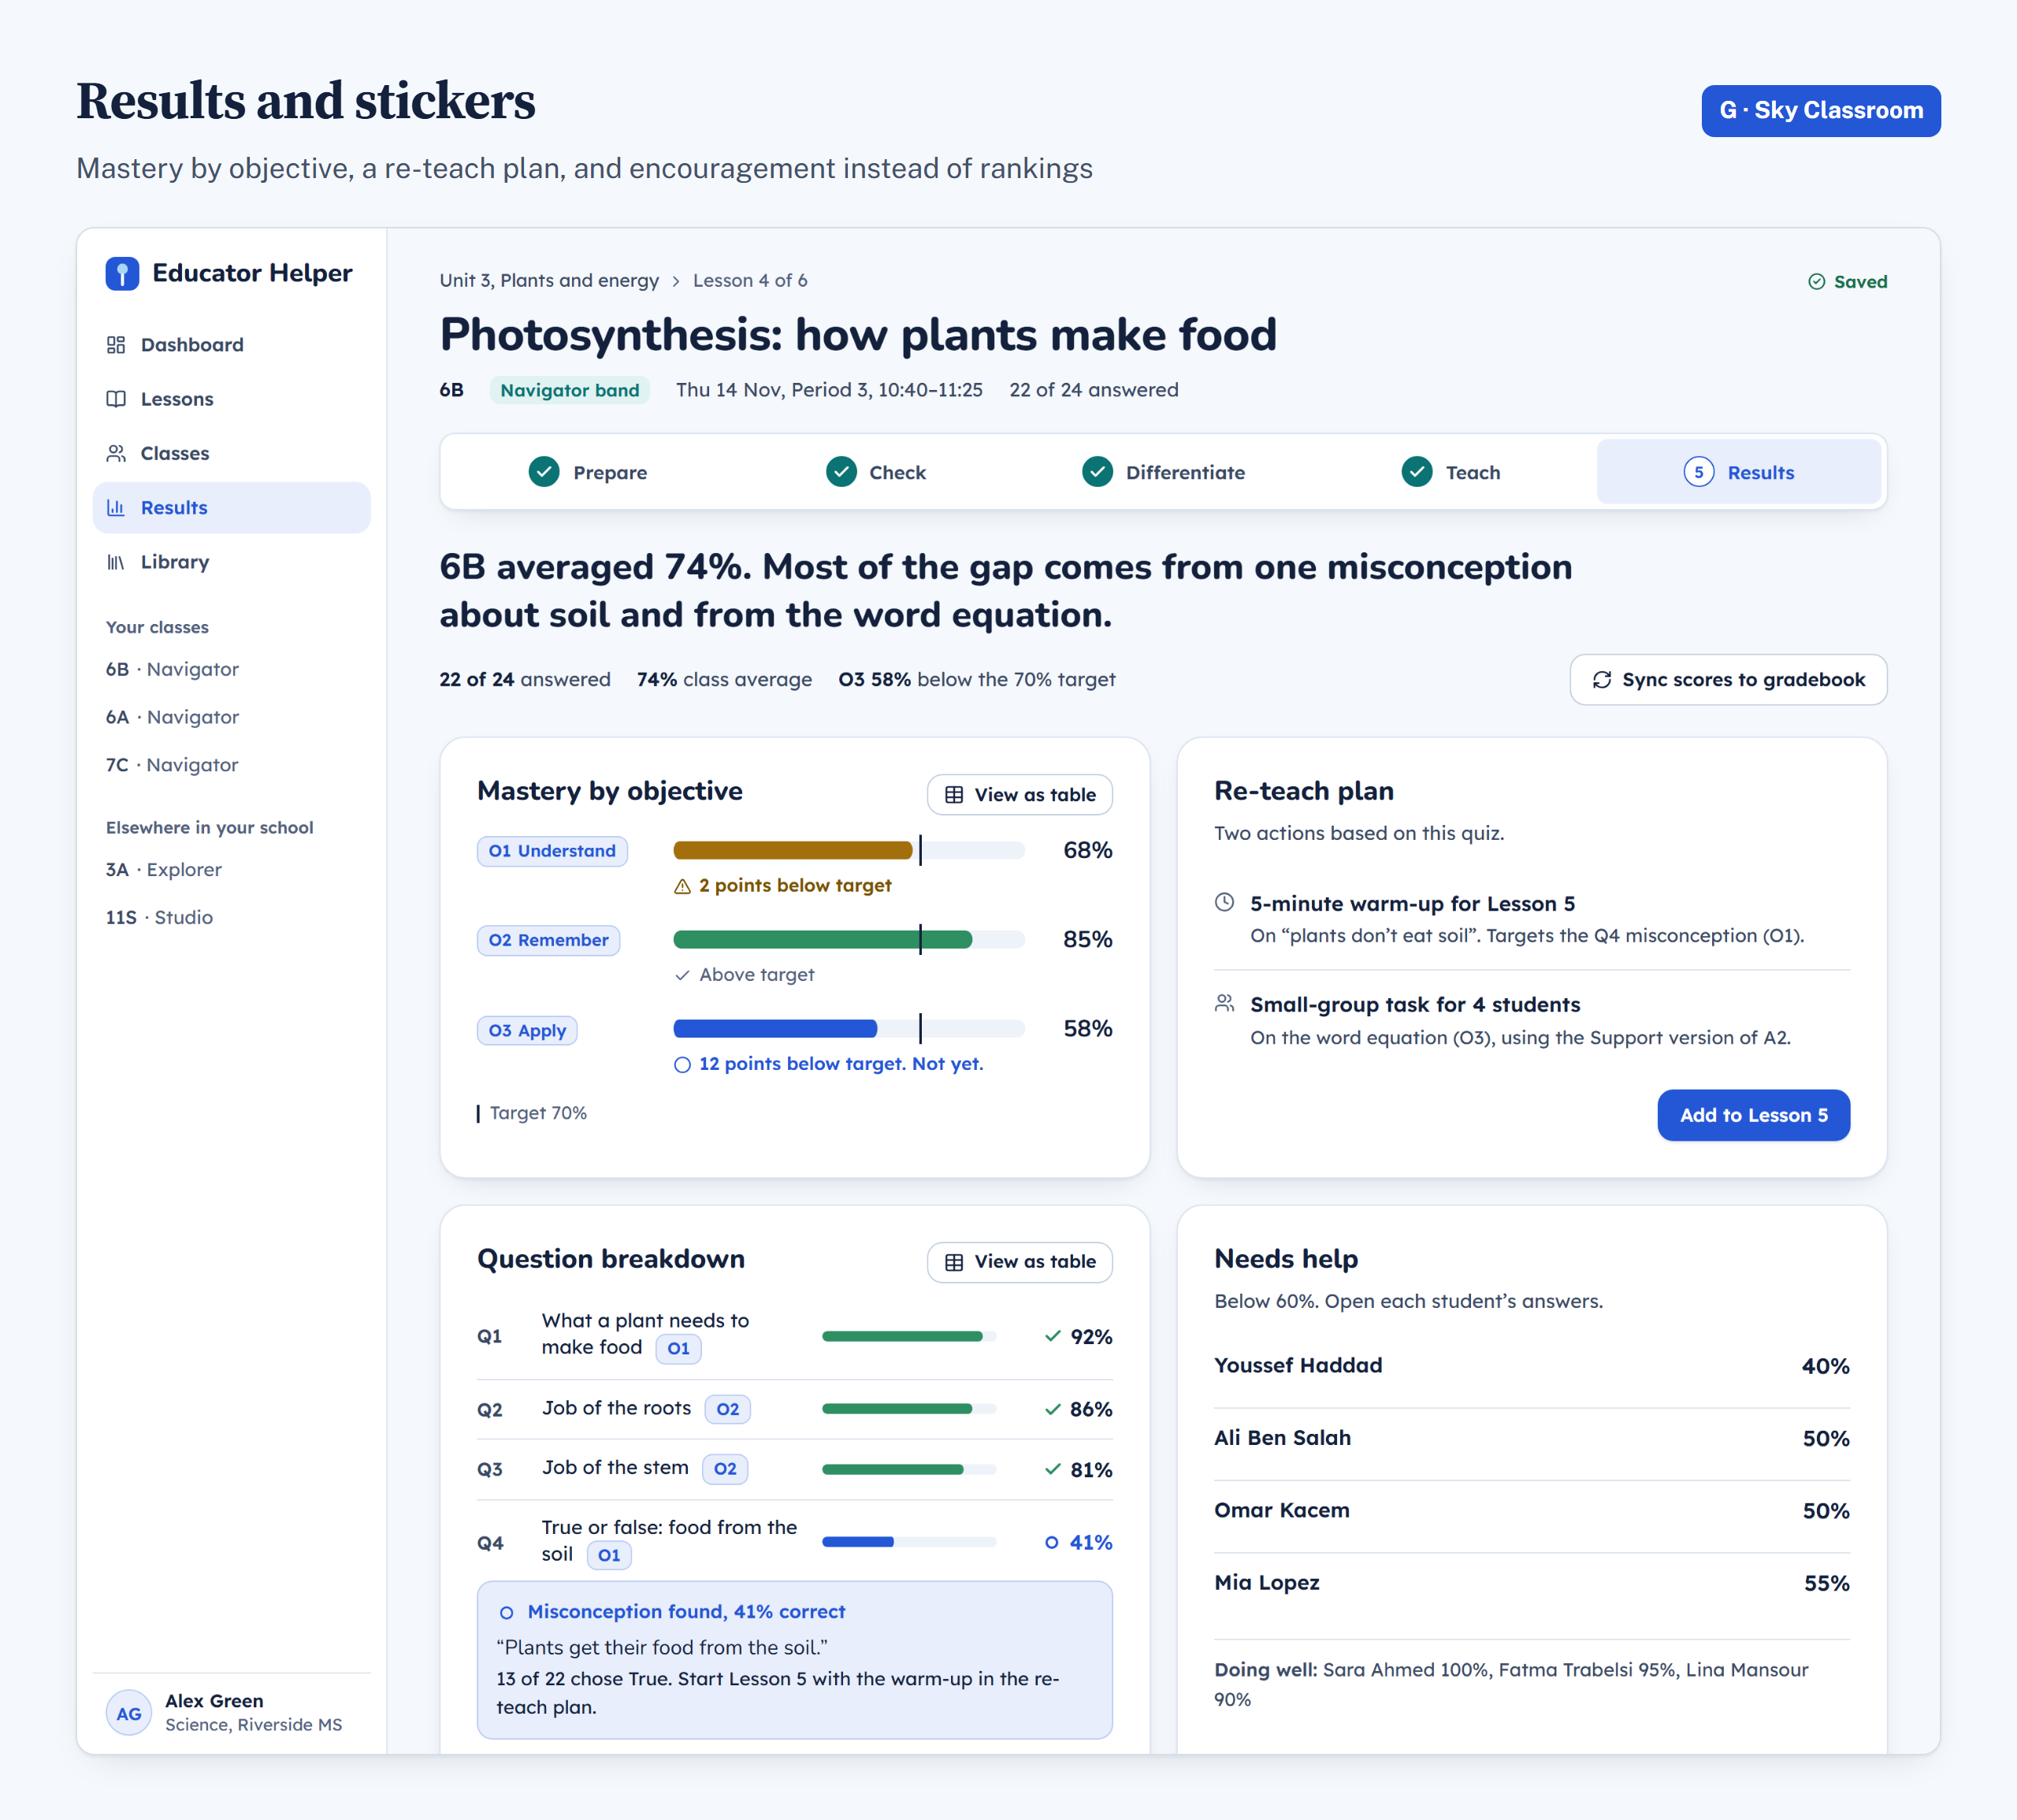 Results and stickers
G · Sky Classroom
Mastery by objective, a re-teach plan, and encouragement instead of rankings
Educator Helper
Dashboard
Lessons
Classes
Results
Library
Your classes
6B · Navigator
6A · Navigator
7C · Navigator
Elsewhere in your school
3A · Explorer
11S · Studio
AG
Alex Green
Science, Riverside MS
Unit 3, Plants and energy > Lesson 4 of 6
Saved
Photosynthesis: how plants make food
6B Navigator band Thu 14 Nov, Period 3, 10:40–11:25 22 of 24 answered
Prepare
Check
Differentiate
Teach
5 Results
6B averaged 74%. Most of the gap comes from one misconception
about soil and from the word equation.
22 of 24 answered 74% class average O3 58% below the 70% target
Sync scores to gradebook
Mastery by objective
View as table
O1 Understand 68%
2 points below target
O2 Remember 85%
Above target
O3 Apply 58%
12 points below target. Not yet.
Target 70%
Re-teach plan
Two actions based on this quiz.
5-minute warm-up for Lesson 5
On “plants don’t eat soil”. Targets the Q4 misconception (O1).
Small-group task for 4 students
On the word equation (O3), using the Support version of A2.
Add to Lesson 5
Question breakdown
View as table
Q1 What a plant needs to
make food O1 92%
Q2 Job of the roots O2 86%
Q3 Job of the stem O2 81%
Q4 True or false: food from the
soil O1 41%
Misconception found, 41% correct
“Plants get their food from the soil.”
13 of 22 chose True. Start Lesson 5 with the warm-up in the re-
teach plan.
Needs help
Below 60%. Open each student’s answers.
Youssef Haddad 40%
Ali Ben Salah 50%
Omar Kacem 50%
Mia Lopez 55%
Doing well: Sara Ahmed 100%, Fatma Trabelsi 95%, Lina Mansour
90%